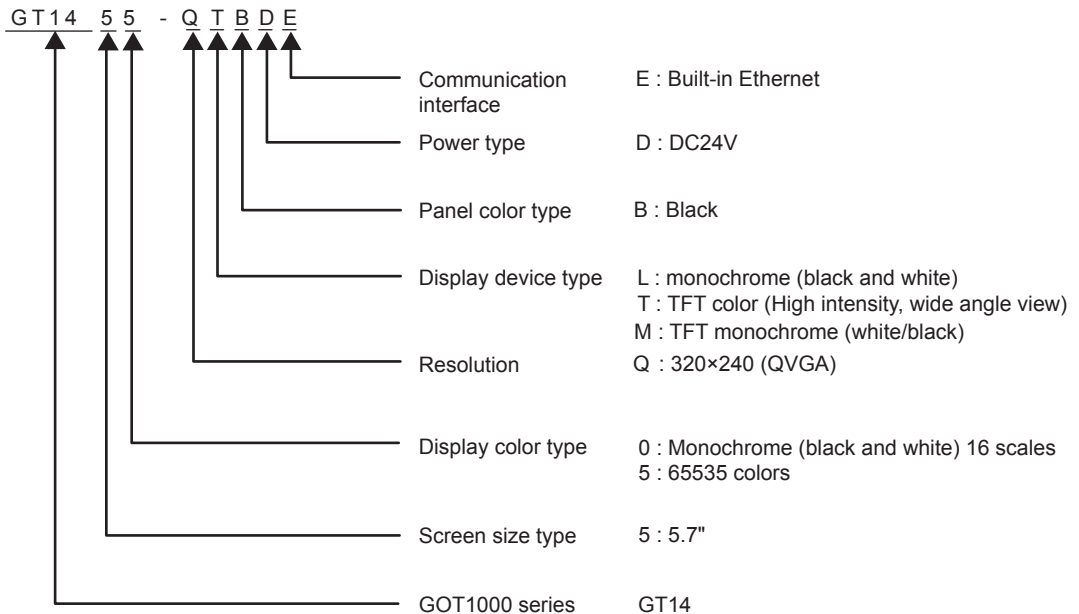 GT14 5 5 - Q T B D E
Communication interface E : Built-in Ethernet
Power type D : DC24V
Panel color type B : Black
Display device type L : monochrome (black and white)
T : TFT color (High intensity, wide angle view)
M : TFT monochrome (white/black)
Resolution Q : 320×240 (QVGA)
Display color type 0 : Monochrome (black and white) 16 scales
5 : 65535 colors
Screen size type 5 : 5.7"
GOT1000 series GT14